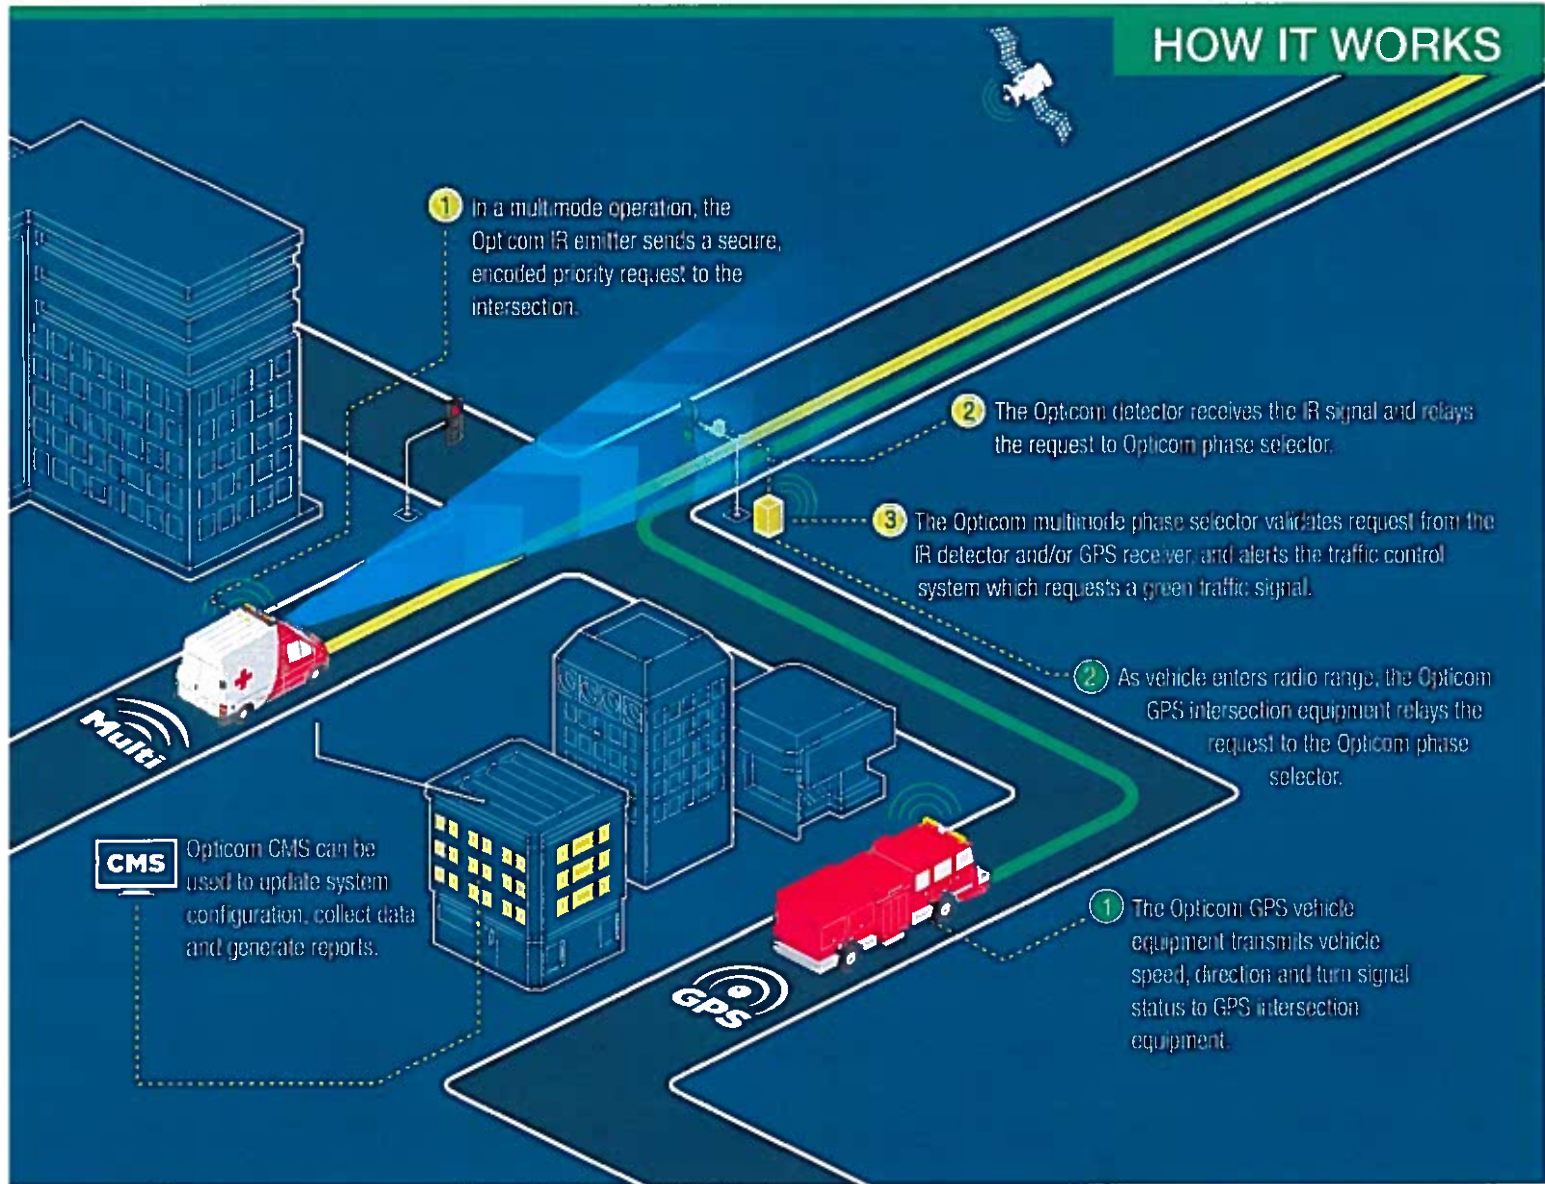 HOW IT WORKS
1 In a multimode operation, the
Opticom IR emitter sends a secure,
encoded priority request to the
intersection.
2 The Opticom detector receives the IR signal and relays
the request to Opticom phase selector.
3 The Opticom multimode phase selector validates request from the
IR detector and/or GPS receiver, and alerts the traffic control
system which requests a green traffic signal.
2 As vehicle enters radio range, the Opticom
GPS intersection equipment relays the
request to the Opticom phase
selector.
Multi
CMS
Opticom CMS can be
used to update system
configuration, collect data
and generate reports.
GPS
1 The Opticom GPS vehicle
equipment transmits vehicle
speed, direction and turn signal
status to GPS intersection
equipment.